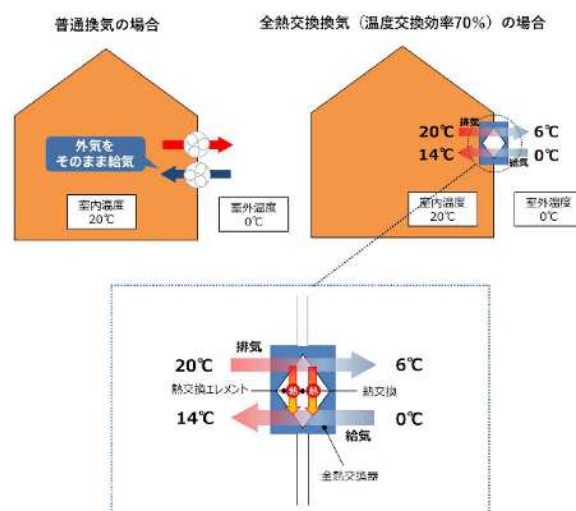 普通換気の場合
全熱交換換気（温度交換効率70%）の場合
外気を
そのまま給気
室内温度
20℃
室外温度
0℃
排気
20℃
6℃
14℃
0℃
給気
室内温度
20℃
室外温度
0℃
排気
20℃
6℃
熱交換エレメント
熱
熱
熱交換
14℃
0℃
給気
全熱交換器